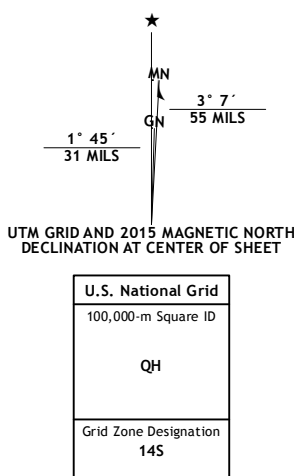 ★
MN
GN
3° 7´
55 MILS
1° 45´
31 MILS
UTM GRID AND 2015 MAGNETIC NORTH
DECLINATION AT CENTER OF SHEET
U.S. National Grid
100,000-m Square ID
QH
Grid Zone Designation
14S